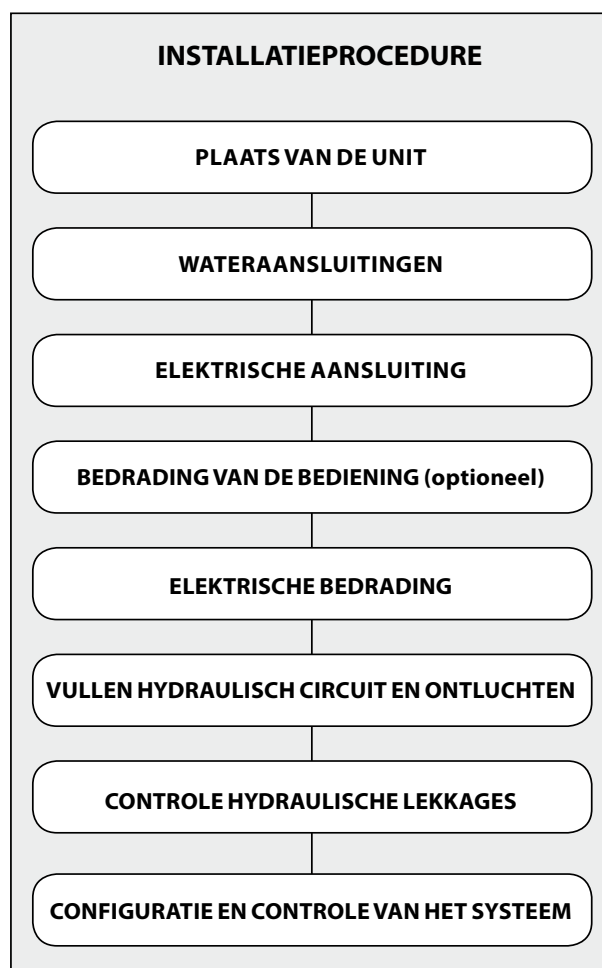 INSTALLATIEPROCEDURE
PLAATS VAN DE UNIT
WATERAANSLUITINGEN
ELEKTRISCHE AANSLUITING
BEDRADING VAN DE BEDIENING (optioneel)
ELEKTRISCHE BEDRADING
VULLEN HYDRAULISCH CIRCUIT EN ONTLUCHTEN
CONTROLE HYDRAULISCHE LEKKAGES
CONFIGURATIE EN CONTROLE VAN HET SYSTEEM